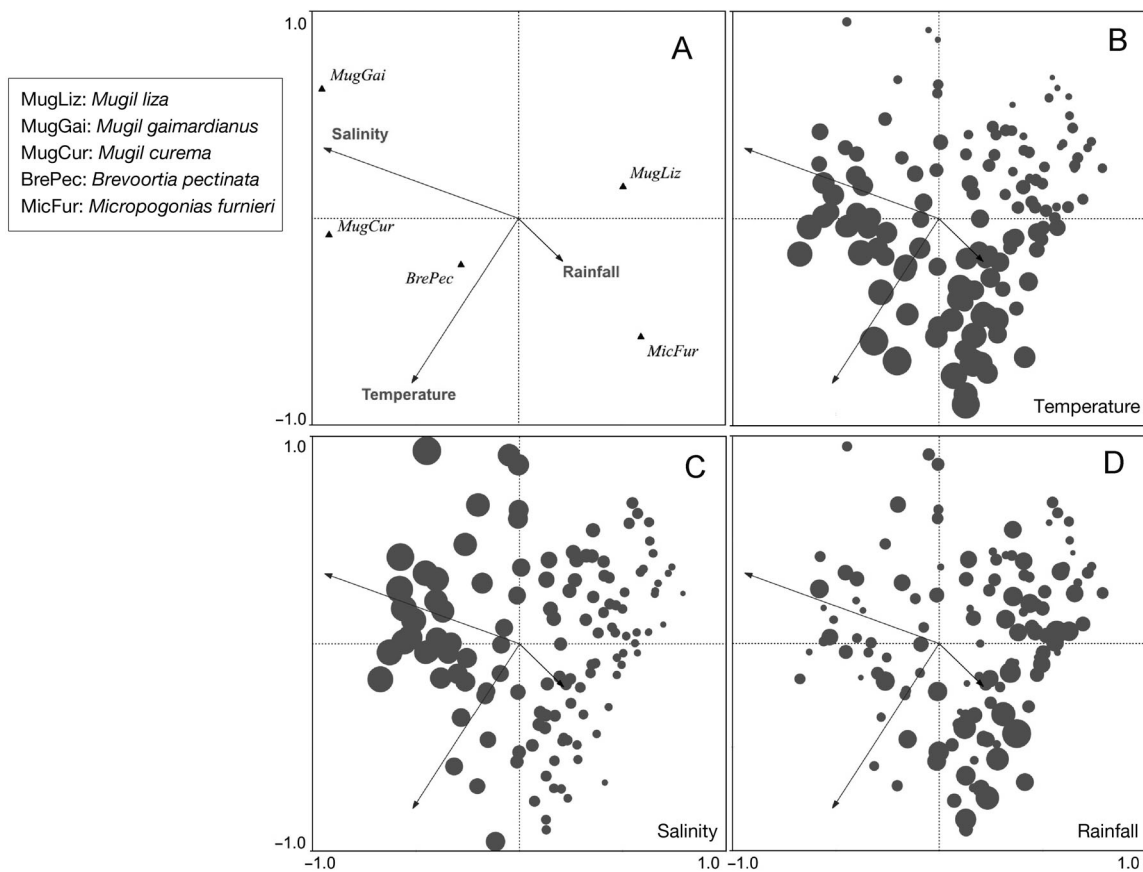 MugLiz: Mugil liza
MugGai: Mugil gaimardianus
MugCur: Mugil curema
BrePec: Brevoortia pectinata
MicFur: Micropogonias furnieri
1.0
A
MugGai
Salinity
MugLiz
MugCur
BrePec
Rainfall
MicFur
Temperature
−1.0
B
Temperature
1.0
C
Salinity
−1.0
−1.0
1.0
D
Rainfall
−1.0
1.0